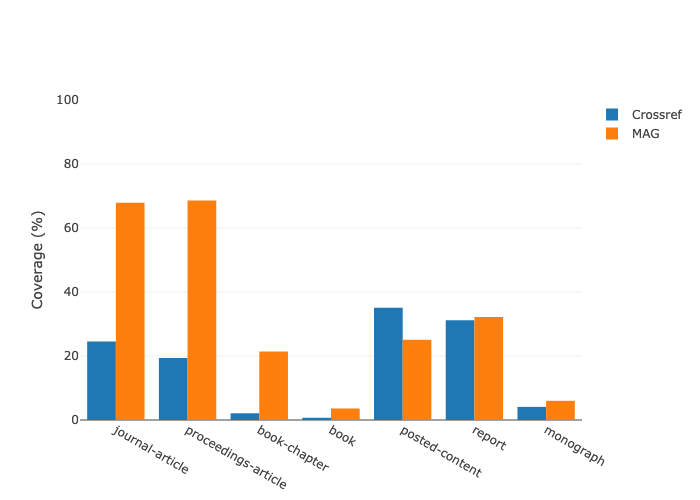 100
80
60
40
20
0
Coverage (%)
journal-article
proceedings-article
book-chapter
book
posted-content
report
monograph
Crossref
MAG